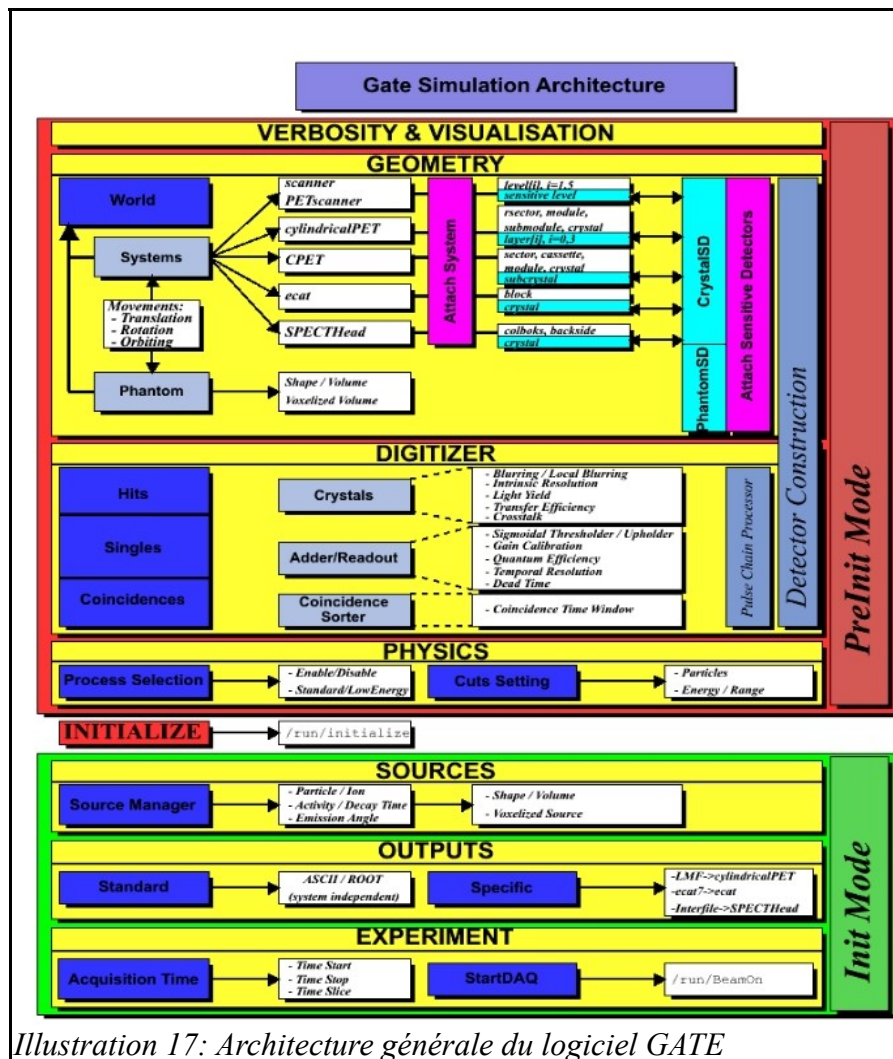 Gate Simulation Architecture
VERBOSITY & VISUALISATION
GEOMETRY
World
Systems
Movements:
- Translation
- Rotation
- Orbiting
Phantom
scanner
PETscanner
cylindricalPET
CPET
ecat
SPECTHead
Shape / Volume
Voxelized Volume
Attach System
level[i], i=1,5
sensitive level
rsector, module,
submodule, crystal
layer[i], i=0,3
sector, cassette,
module, crystal
subcrystal
block
crystal
colboks, backside
crystal
CrystalSD
PhantomSD
Attach Sensitive Detectors
Detector Construction
PreInit Mode
DIGITIZER
Hits
Singles
Coincidences
Crystals
Adder/Readout
Coincidence
Sorter
- Blurring / Local Blurring
- Intrinsic Resolution
- Light Yield
- Transfer Efficiency
- Crosstalk
- Sigmoidal Thresholder / Upholder
- Gain Calibration
- Quantum Efficiency
- Temporal Resolution
- Dead Time
- Coincidence Time Window
Pulse Chain Processor
PHYSICS
Process Selection
- Enable/Disable
- Standard/LowEnergy
Cuts Setting
- Particles
- Energy / Range
INITIALIZE
/run/initialize
SOURCES
Source Manager
- Particle / Ion
- Activity / Decay Time
- Emission Angle
- Shape / Volume
- Voxelized Source
Init Mode
OUTPUTS
Standard
ASCII / ROOT
(system independent)
Specific
-LMF->cylindricalPET
-ecat7->ecat
-Interfile->SPECTHead
EXPERIMENT
Acquisition Time
- Time Start
- Time Stop
- Time Slice
StartDAQ
/run/BeamOn
Illustration 17: Architecture générale du logiciel GATE